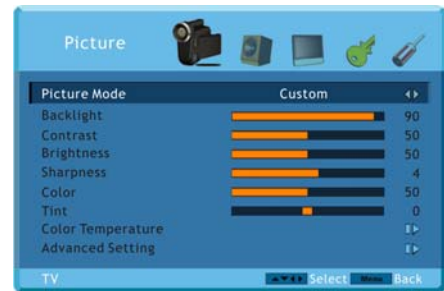 Picture
Picture Mode Custom
Backlight 90
Contrast 50
Brightness 50
Sharpness 4
Color 50
Tint 0
Color Temperature
Advanced Setting
TV Select Menu Back